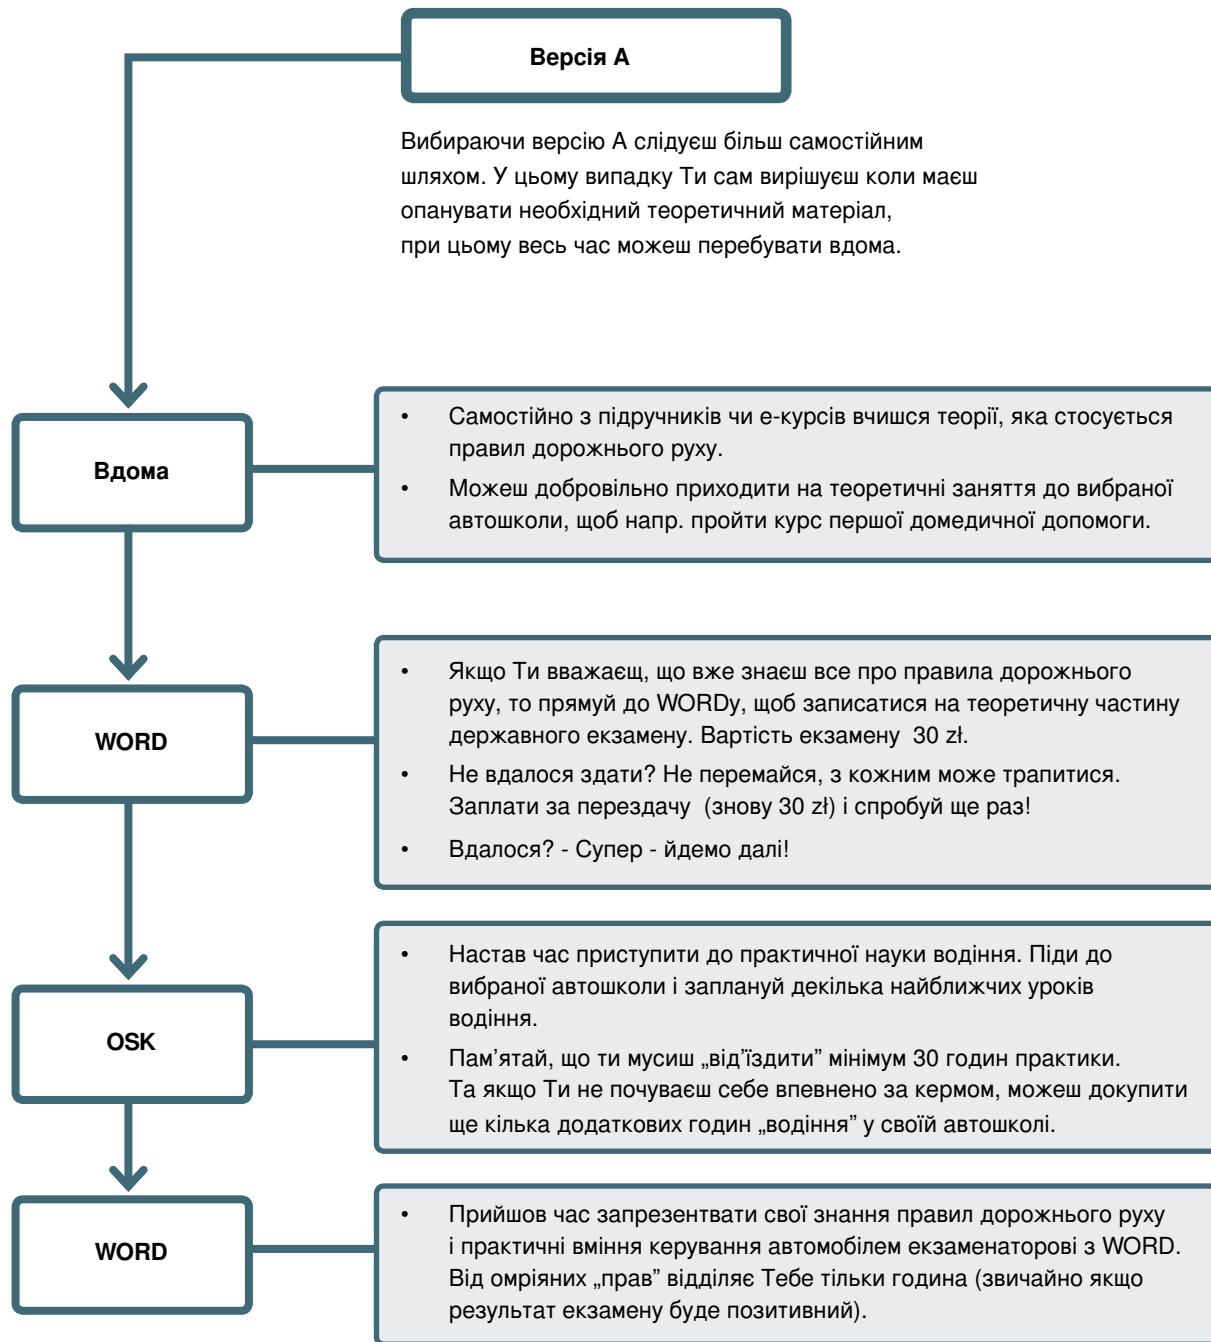 Версія А
Вибираючи версію А слідуєш більш самостійним
шляхом. У цьому випадку Ти сам вирішуєш коли маєш
опанувати необхідний теоретичний матеріал,
при цьому весь час можеш перебувати вдома.
Вдома
• Самостійно з підручників чи е-курсів вчишся теорії, яка стосується
правил дорожнього руху.
• Можеш добровільно приходити на теоретичні заняття до вибраної
автошколи, щоб напр. пройти курс першої домедичної допомоги.
WORD
• Якщо Ти вважаєщ, що вже знаєш все про правила дорожнього
руху, то прямуй до WORDу, щоб записатися на теоретичну частину
державного екзамену. Вартість екзамену 30 zł.
• Не вдалося здати? Не перемайся, з кожним може трапитися.
Заплати за перездачу (знову 30 zł) і спробуй ще раз!
• Вдалося? - Супер - йдемо далі!
OSK
• Настав час приступити до практичної науки водіння. Піди до
вибраної автошколи і заплануй декілька найближчих уроків
водіння.
• Пам’ятай, що ти мусиш „від’їздити” мінімум 30 годин практики.
Та якщо Ти не почуваєш себе впевнено за кермом, можеш докупити
ще кілька додаткових годин „водіння” у своїй автошколі.
WORD
• Прийшов час запрезентвати свої знання правил дорожнього руху
і практичні вміння керування автомобілем екзаменаторові з WORD.
Від омріяних „прав” відділяє Тебе тільки година (звичайно якщо
результат екзамену буде позитивний).